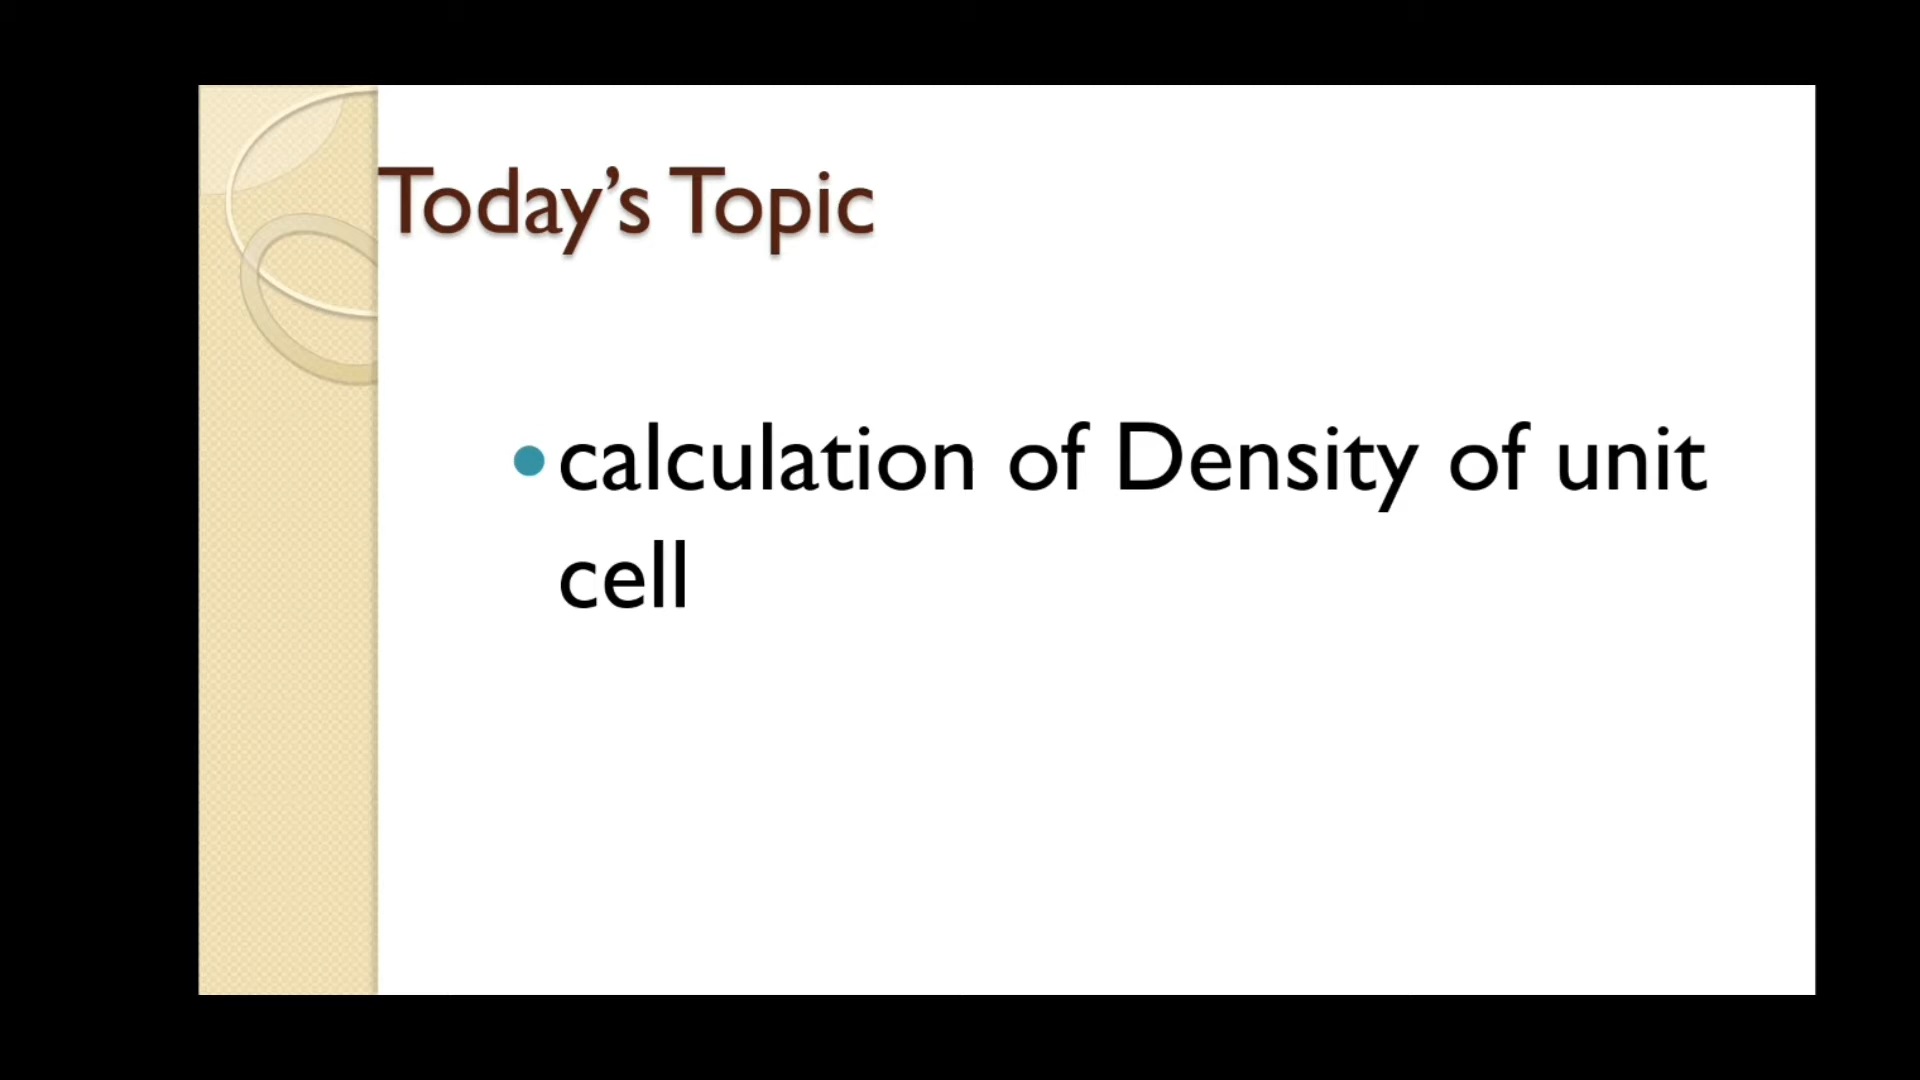 Today’s Topic
•calculation of Density of unit
cell